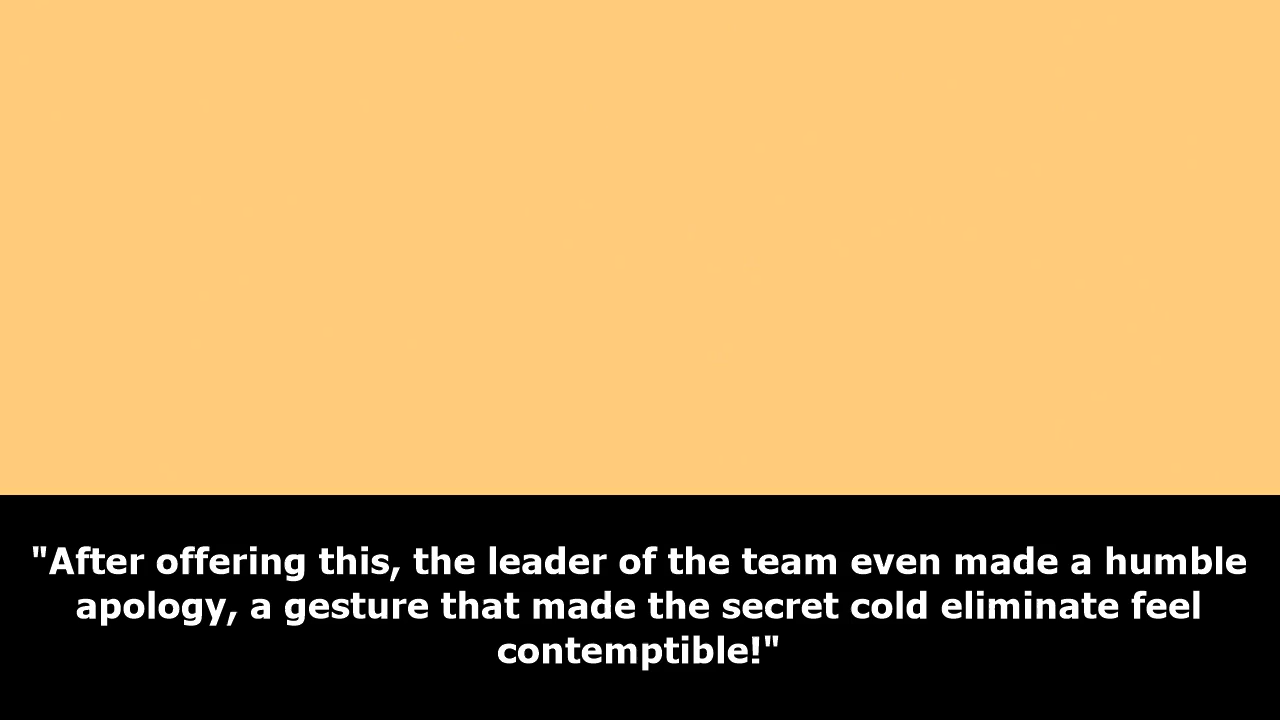 "After offering this, the leader of the team even made a humble
apology, a gesture that made the secret cold eliminate feel
contemptible!"